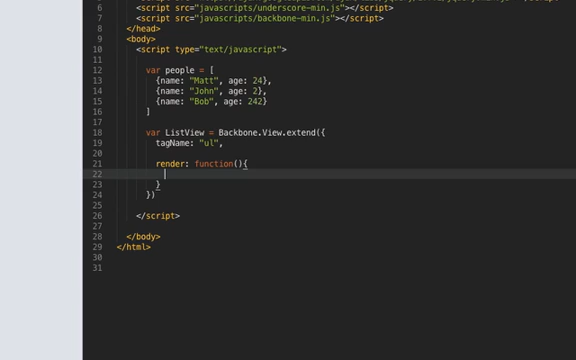 6 <script src="javascripts/underscore-min.js"></script>
7 <script src="javascripts/backbone-min.js"></script>
8 </head>
9 <body>
10 <script type="text/javascript">
11
12 var people = [
13 {name: "Matt", age: 24},
14 {name: "John", age: 2},
15 {name: "Bob", age: 242}
16 ]
17
18 var ListView = Backbone.View.extend({
19 tagName: "ul",
20
21 render: function(){
22
23 }
24 })
25
26 </script>
27
28 </body>
29 </html>
30
31